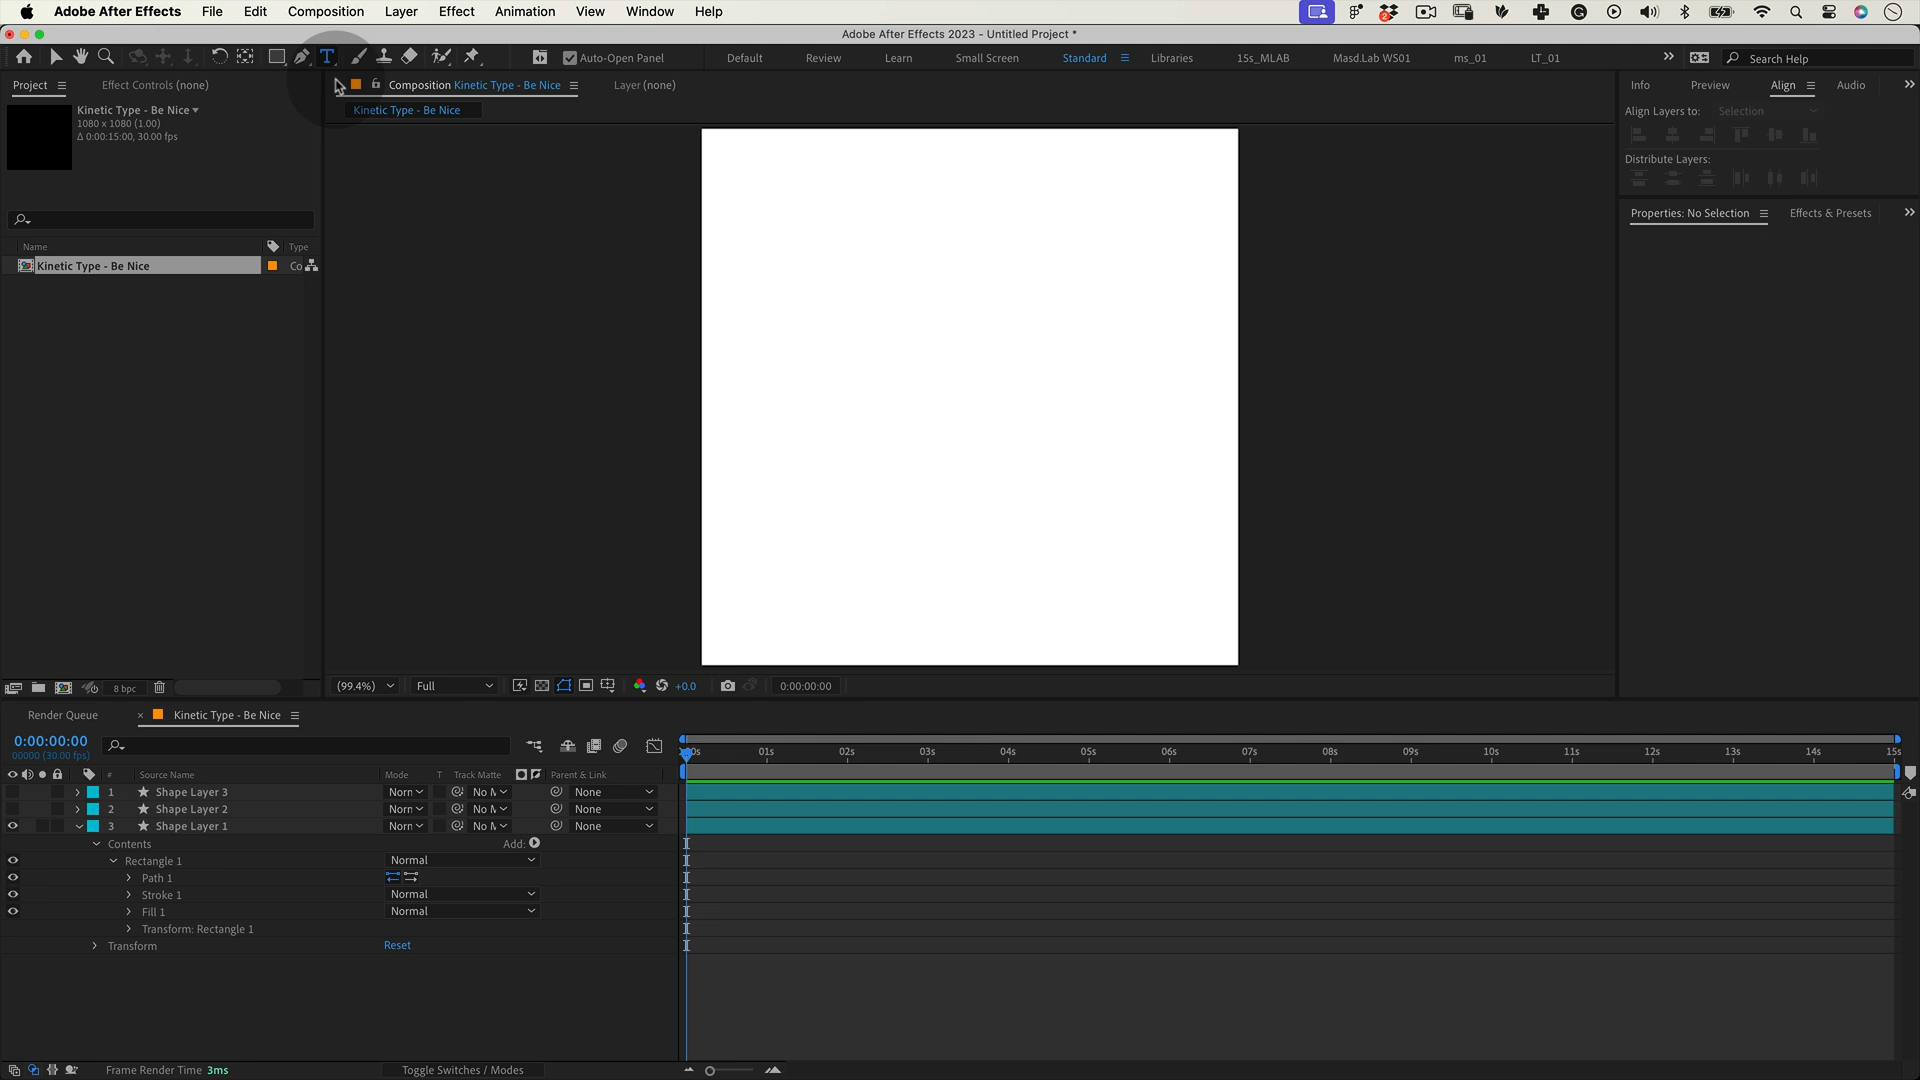 Adobe After Effects File Edit Composition Layer Effect Animation View Window Help
Adobe After Effects 2023 - Untitled Project *
Auto-Open Panel Default Review Learn Small Screen Standard Libraries 15s_MLAB Masd.Lab WS01 ms_01 LT_01 Search Help
Project Effect Controls (none) Composition Kinetic Type - Be Nice Layer (none) Info Preview Align Audio
Kinetic Type - Be Nice
1080 x 1080 (1.00)
Δ 0:00:15:00, 30.00 fps
Kinetic Type - Be Nice
Align Layers to: Selection
Distribute Layers:
Properties: No Selection Effects & Presets
Name Type
Kinetic Type - Be Nice Co
8 bpc
(99.4%) Full +0.0 0:00:00:00
Render Queue × Kinetic Type - Be Nice
0:00:00:00
00000 (30.00 fps)
:00s 01s 02s 03s 04s 05s 06s 07s 08s 09s 10s 11s 12s 13s 14s 15s
# Source Name Mode T Track Matte Parent & Link
1 Shape Layer 3 Norn No M None
2 Shape Layer 2 Norn No M None
3 Shape Layer 1 Norn No M None
Contents Add:
Rectangle 1 Normal
Path 1
Stroke 1 Normal
Fill 1 Normal
Transform: Rectangle 1
Transform Reset
Frame Render Time 3ms Toggle Switches / Modes